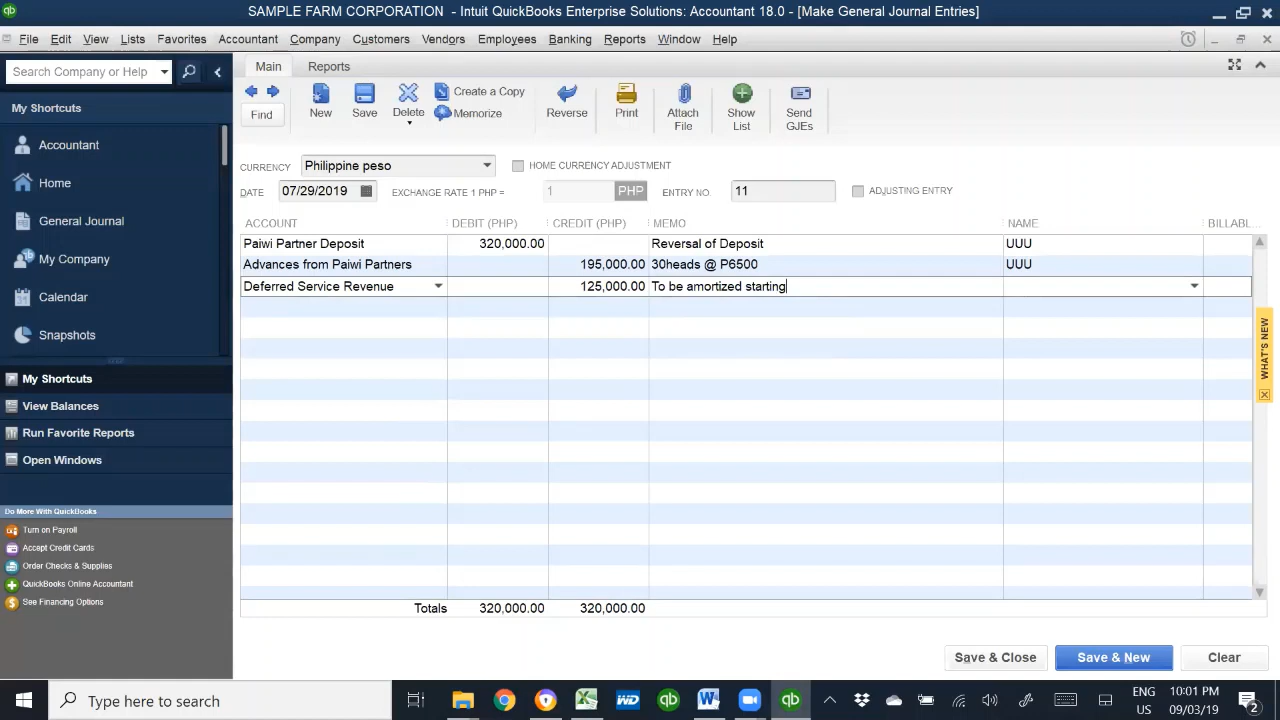 SAMPLE FARM CORPORATION - Intuit QuickBooks Enterprise Solutions: Accountant 18.0 - [Make General Journal Entries]
File Edit View Lists Favorites Accountant Company Customers Vendors Employees Banking Reports Window Help
Search Company or Help
My Shortcuts
Accountant
Home
General Journal
My Company
Calendar
Snapshots
My Shortcuts
View Balances
Run Favorite Reports
Open Windows
Do More With QuickBooks
Turn on Payroll
Accept Credit Cards
Order Checks & Supplies
QuickBooks Online Accountant
See Financing Options
Main Reports
Find
New
Save
Delete
Create a Copy
Memorize
Reverse
Print
Attach
File
Show
List
Send
GJEs
CURRENCY Philippine peso HOME CURRENCY ADJUSTMENT
DATE 07/29/2019 EXCHANGE RATE 1 PHP = 1 PHP ENTRY NO. 11 ADJUSTING ENTRY
ACCOUNT DEBIT (PHP) CREDIT (PHP) MEMO NAME BILLABL...
Paiwi Partner Deposit 320,000.00 Reversal of Deposit UUU
Advances from Paiwi Partners 195,000.00 30heads @ P6500 UUU
Deferred Service Revenue 125,000.00 To be amortized starting
Totals 320,000.00 320,000.00
WHAT'S NEW
Save & Close Save & New Clear
Type here to search
ENG
US
10:01 PM
09/03/19
2